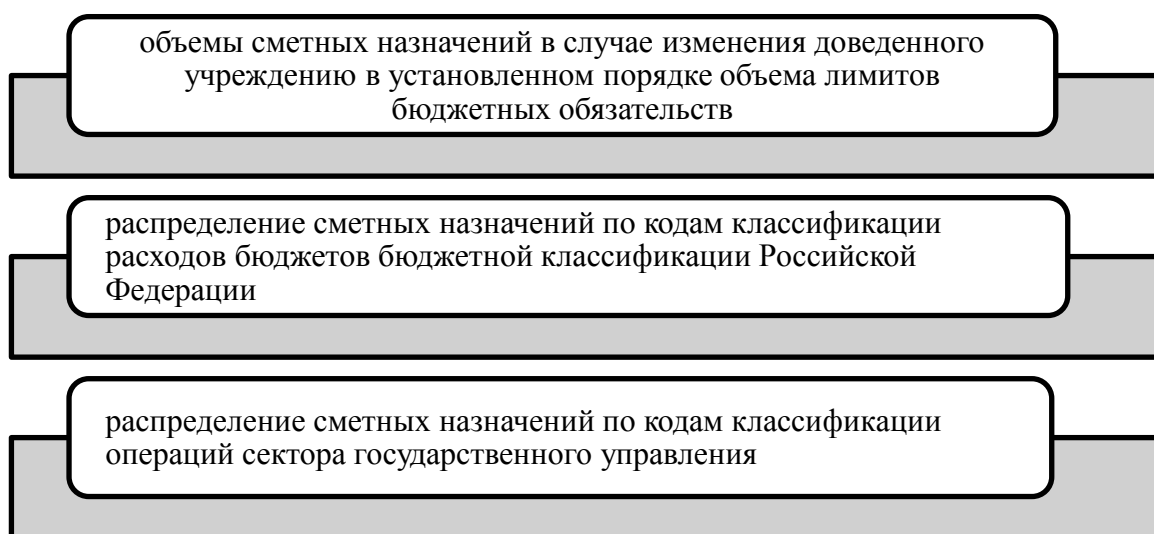 объемы сметных назначений в случае изменения доведенного
учреждению в установленном порядке объема лимитов
бюджетных обязательств
распределение сметных назначений по кодам классификации
расходов бюджетов бюджетной классификации Российской
Федерации
распределение сметных назначений по кодам классификации
операций сектора государственного управления